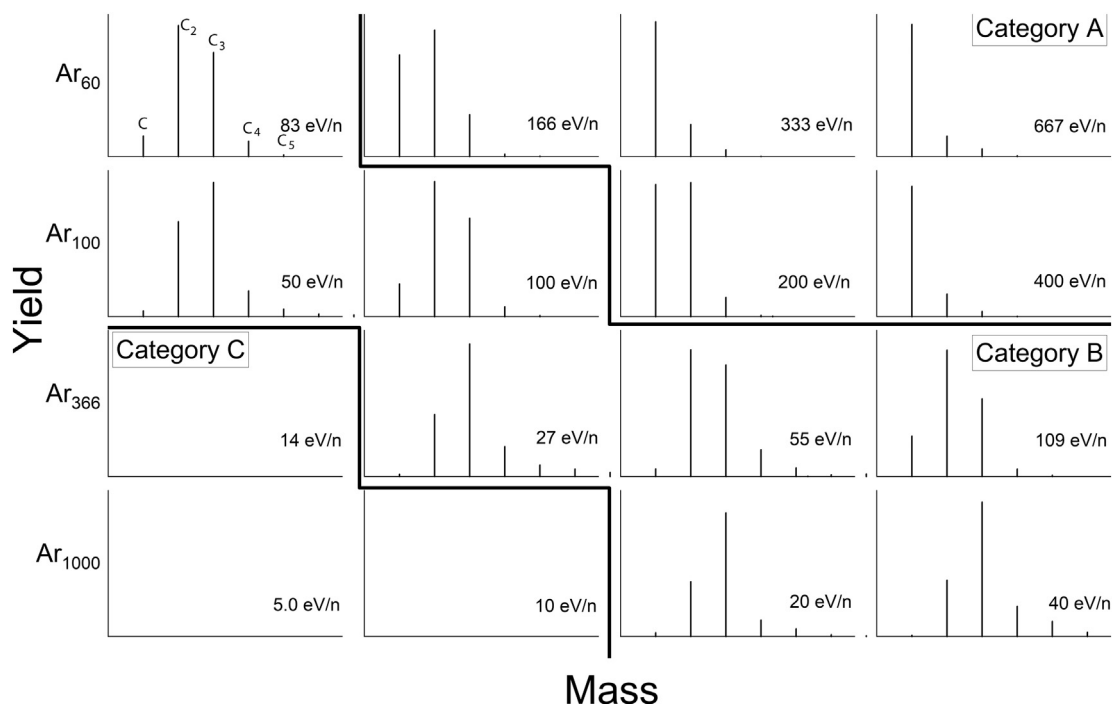 Category A
C C₂ C₃ C₄ C₅
Ar₆₀ 83 eV/n 166 eV/n 333 eV/n 667 eV/n
Ar₁₀₀ 50 eV/n 100 eV/n 200 eV/n 400 eV/n
Yield
Category C Category B
Ar₃₆₆ 14 eV/n 27 eV/n 55 eV/n 109 eV/n
Ar₁₀₀₀ 5.0 eV/n 10 eV/n 20 eV/n 40 eV/n
Mass